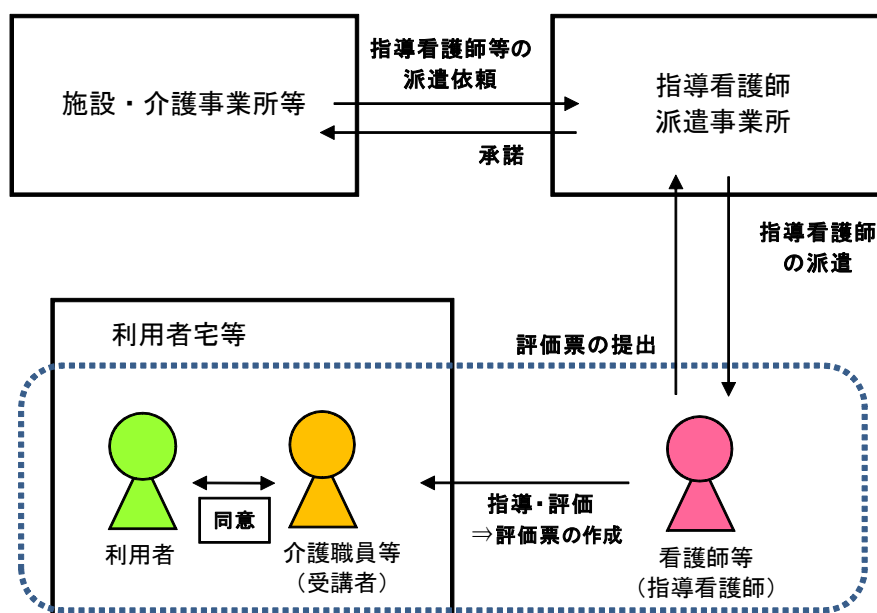 指導看護師等の
派遣依頼
施設・介護事業所等
指導看護師
派遣事業所
承諾
指導看護師
の派遣
利用者宅等
評価票の提出
同意
指導・評価
⇒評価票の作成
利用者
介護職員等
（受講者）
看護師等
（指導看護師）